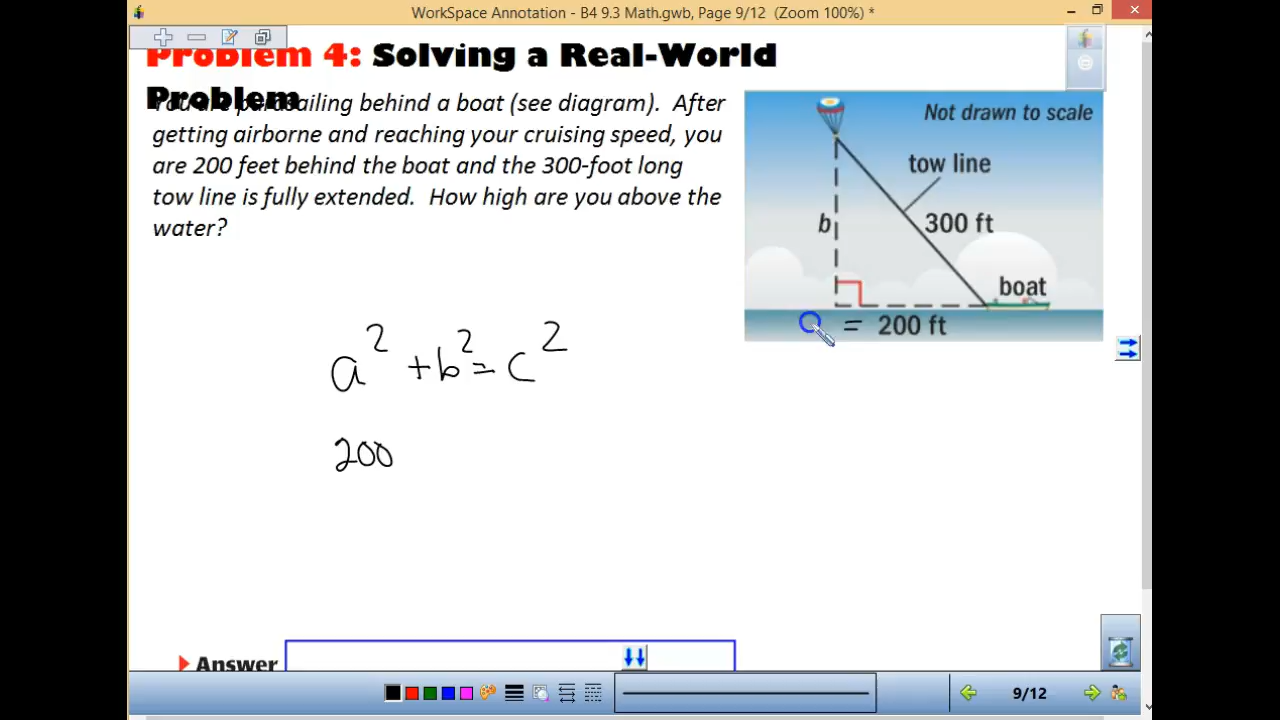 WorkSpace Annotation - B4 9.3 Math.gwb, Page 9/12 (Zoom 100%) *
Problem 4: Solving a Real-World
Problem
You are parasailing behind a boat (see diagram). After
getting airborne and reaching your cruising speed, you
are 200 feet behind the boat and the 300-foot long
tow line is fully extended. How high are you above the
water?
Not drawn to scale
tow line
b
300 ft
boat
= 200 ft
a² + b² = c²
200
Answer
9/12